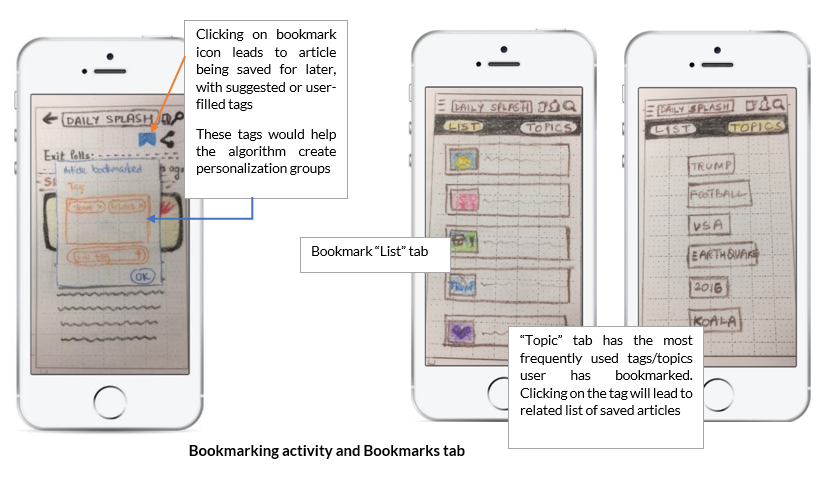 Clicking on bookmark
icon leads to article
being saved for later,
with suggested or user-
filled tags
These tags would help
the algorithm create
personalization groups
DAILY SPLASH
Exit Polls:
s ago
Article bookmarked
Tag
OK
Bookmark “List” tab
DAILY SPLASH
LIST TOPICS
TRUMP
DAILY SPLASH
LIST TOPICS
TRUMP
FOOTBALL
USA
EARTHQUAKE
2016
KOALA
“Topic” tab has the most
frequently used tags/topics
user has bookmarked.
Clicking on the tag will lead to
related list of saved articles
Bookmarking activity and Bookmarks tab